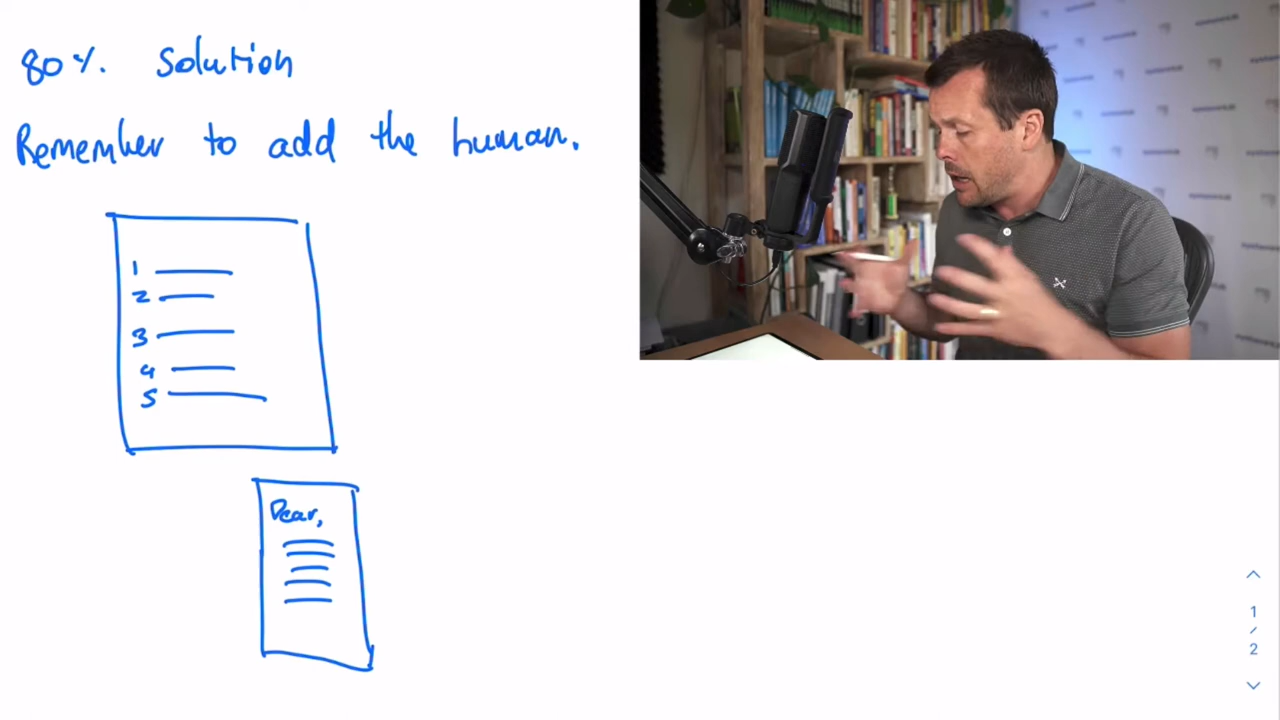 80%. Solution
Remember to add the human.
1
2
3
4
5
Dear,
1
/
2